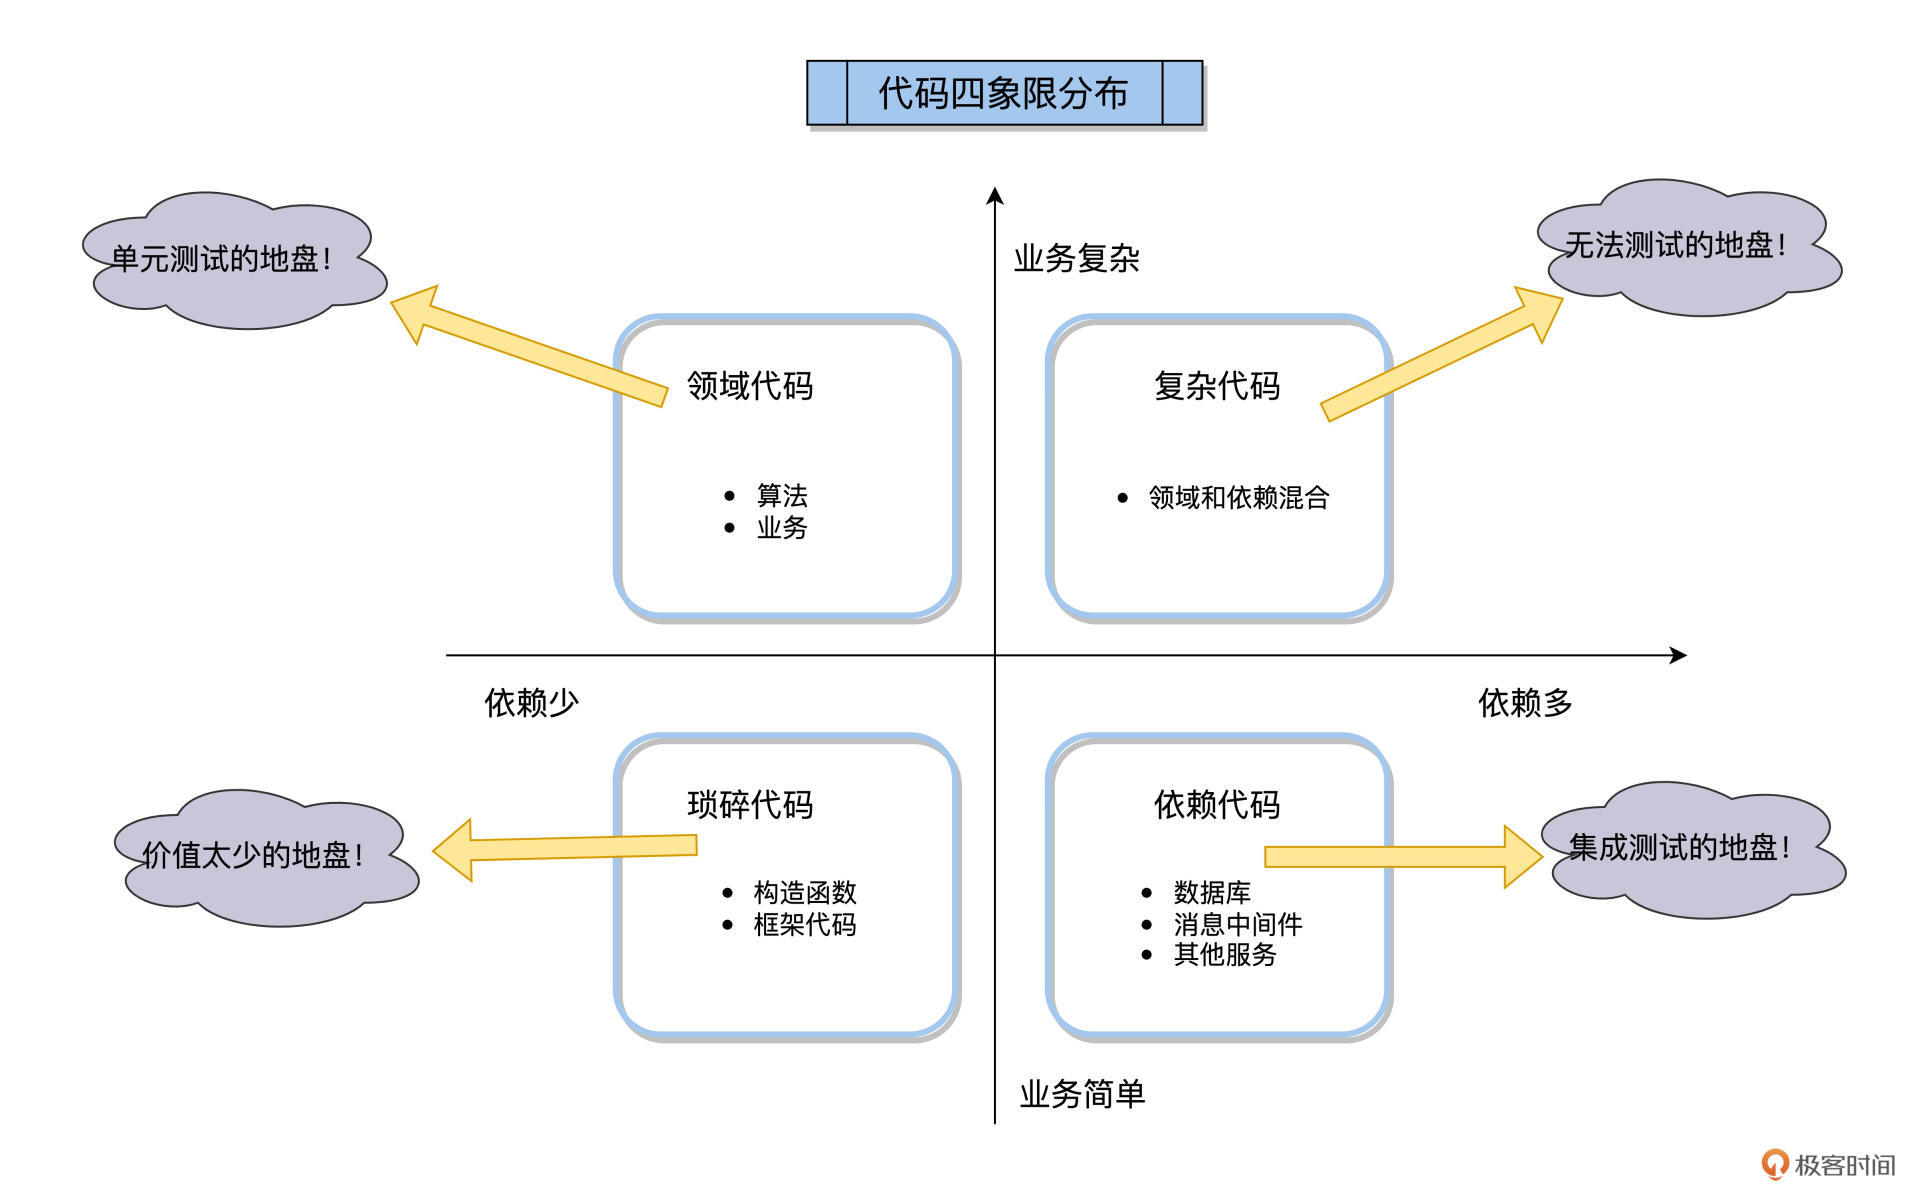 代码四象限分布
单元测试的地盘！
无法测试的地盘！
业务复杂
领域代码
算法
业务
复杂代码
领域和依赖混合
依赖少
依赖多
琐碎代码
构造函数
框架代码
价值太少的地盘！
依赖代码
数据库
消息中间件
其他服务
集成测试的地盘！
业务简单
极客时间